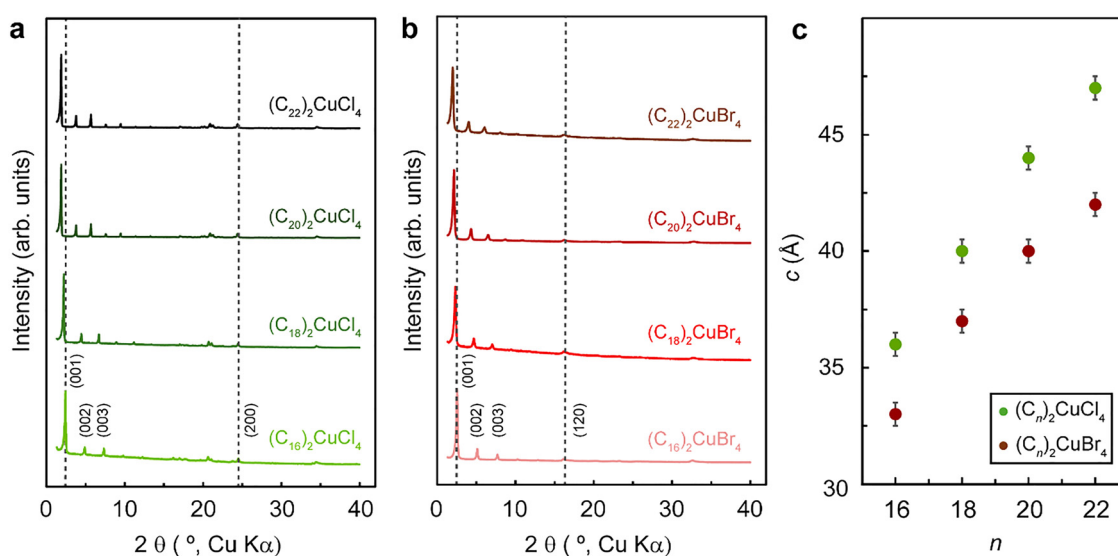 a
Intensity (arb. units)
(C22)2CuCl4
(C20)2CuCl4
(C18)2CuCl4
(C16)2CuCl4
(001)
(002)
(003)
(200)
0 10 20 30 40
2 θ ( º, Cu Kα)
b
Intensity (arb. units)
(C22)2CuBr4
(C20)2CuBr4
(C18)2CuBr4
(C16)2CuBr4
(001)
(002)
(003)
(120)
0 10 20 30 40
2 θ ( º, Cu Kα)
c
c (Å)
45
40
35
30
(Cn)2CuCl4
(Cn)2CuBr4
16 18 20 22
n